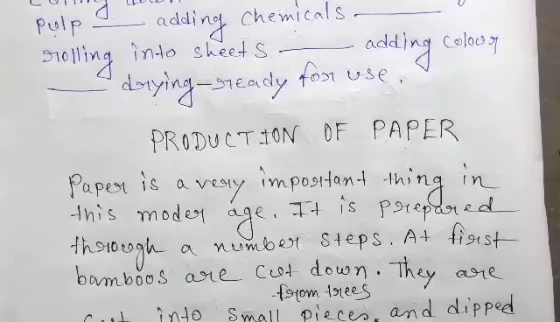 pulp —— adding chemicals ——
rolling into sheets —— adding colour
—— drying—ready for use.
PRODUCTION OF PAPER
Paper is a very important thing in
this moder age. It is prepared
through a number steps. At first
bamboos are cut down. They are
from trees
cut into small pieces. and dipped